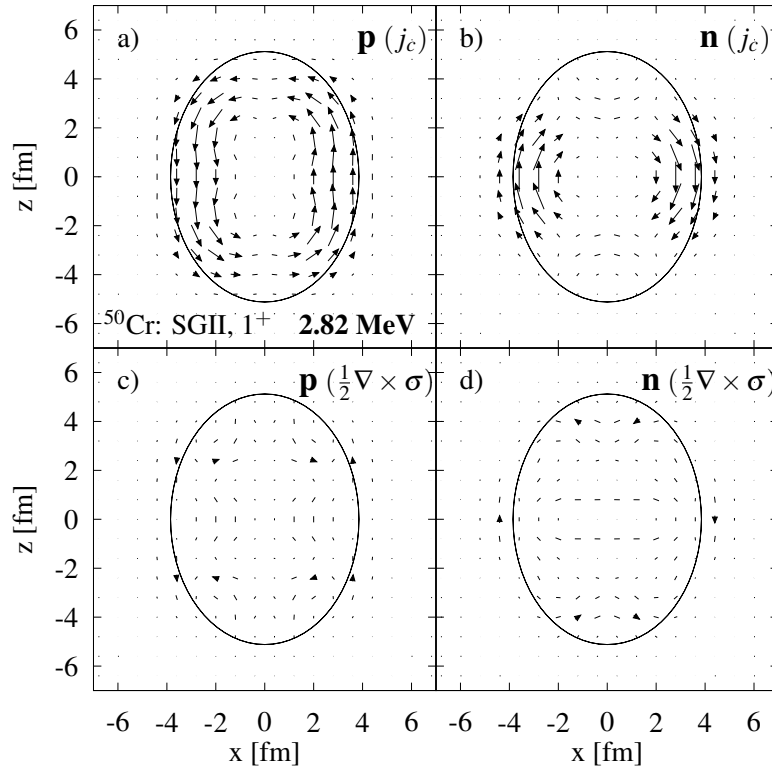 a) p (j_c)
b) n (j_c)
6
4
2
0
-2
-4
-6
z [fm]
⁵⁰Cr: SGII, 1⁺ 2.82 MeV
c) p (½∇ × σ)
d) n (½∇ × σ)
6
4
2
0
-2
-4
-6
z [fm]
-6 -4 -2 0 2 4 6
-6 -4 -2 0 2 4 6
x [fm]
x [fm]